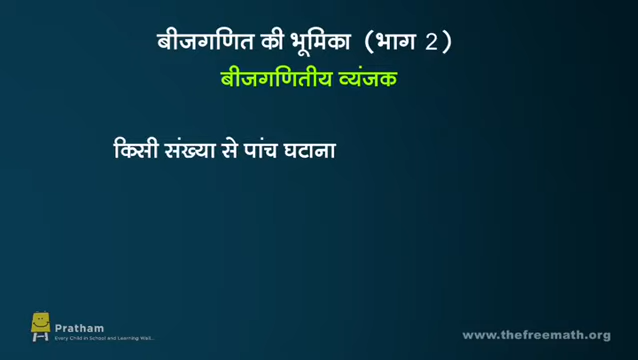 बीजगणित की भूमिका (भाग 2)
बीजगणितीय व्यंजक
किसी संख्या से पांच घटाना
Pratham
Every Child in School and Learning Well...
www.thefreemath.org